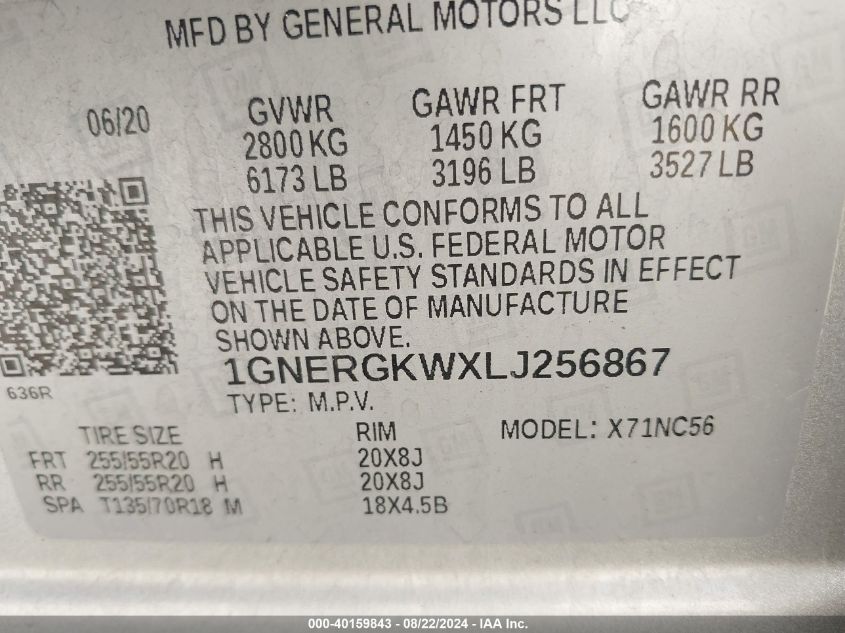 MFD BY GENERAL MOTORS LLC
06/20 GVWR GAWR FRT GAWR RR
2800 KG 1450 KG 1600 KG
6173 LB 3196 LB 3527 LB
THIS VEHICLE CONFORMS TO ALL
APPLICABLE U.S. FEDERAL MOTOR
VEHICLE SAFETY STANDARDS IN EFFECT
ON THE DATE OF MANUFACTURE
SHOWN ABOVE.
1GNERGKWXLJ256867
636R
TYPE: M.P.V.
TIRE SIZE RIM MODEL: X71NC56
FRT 255/55R20 H 20X8J
RR 255/55R20 H 20X8J
SPA T135/70R18 M 18X4.5B
000-40159843 - 08/22/2024 - IAA Inc.